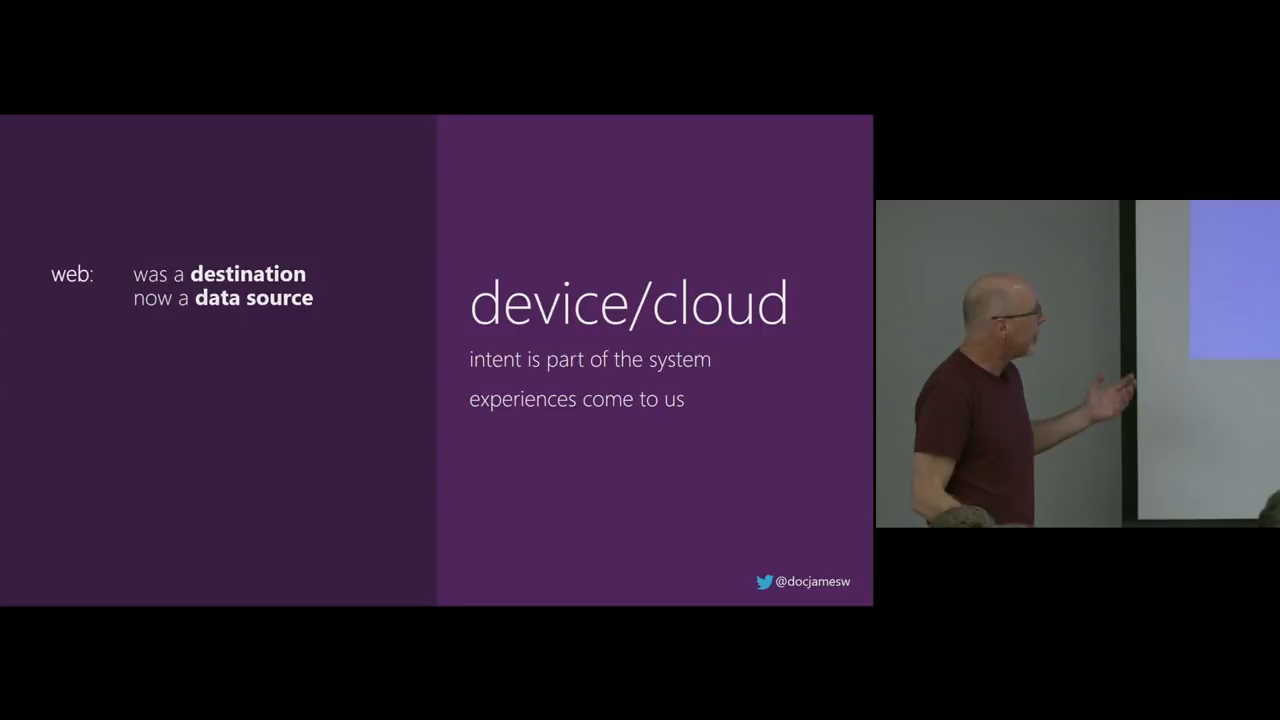 web: was a destination
now a data source
device/cloud
intent is part of the system
experiences come to us
@docjamesw